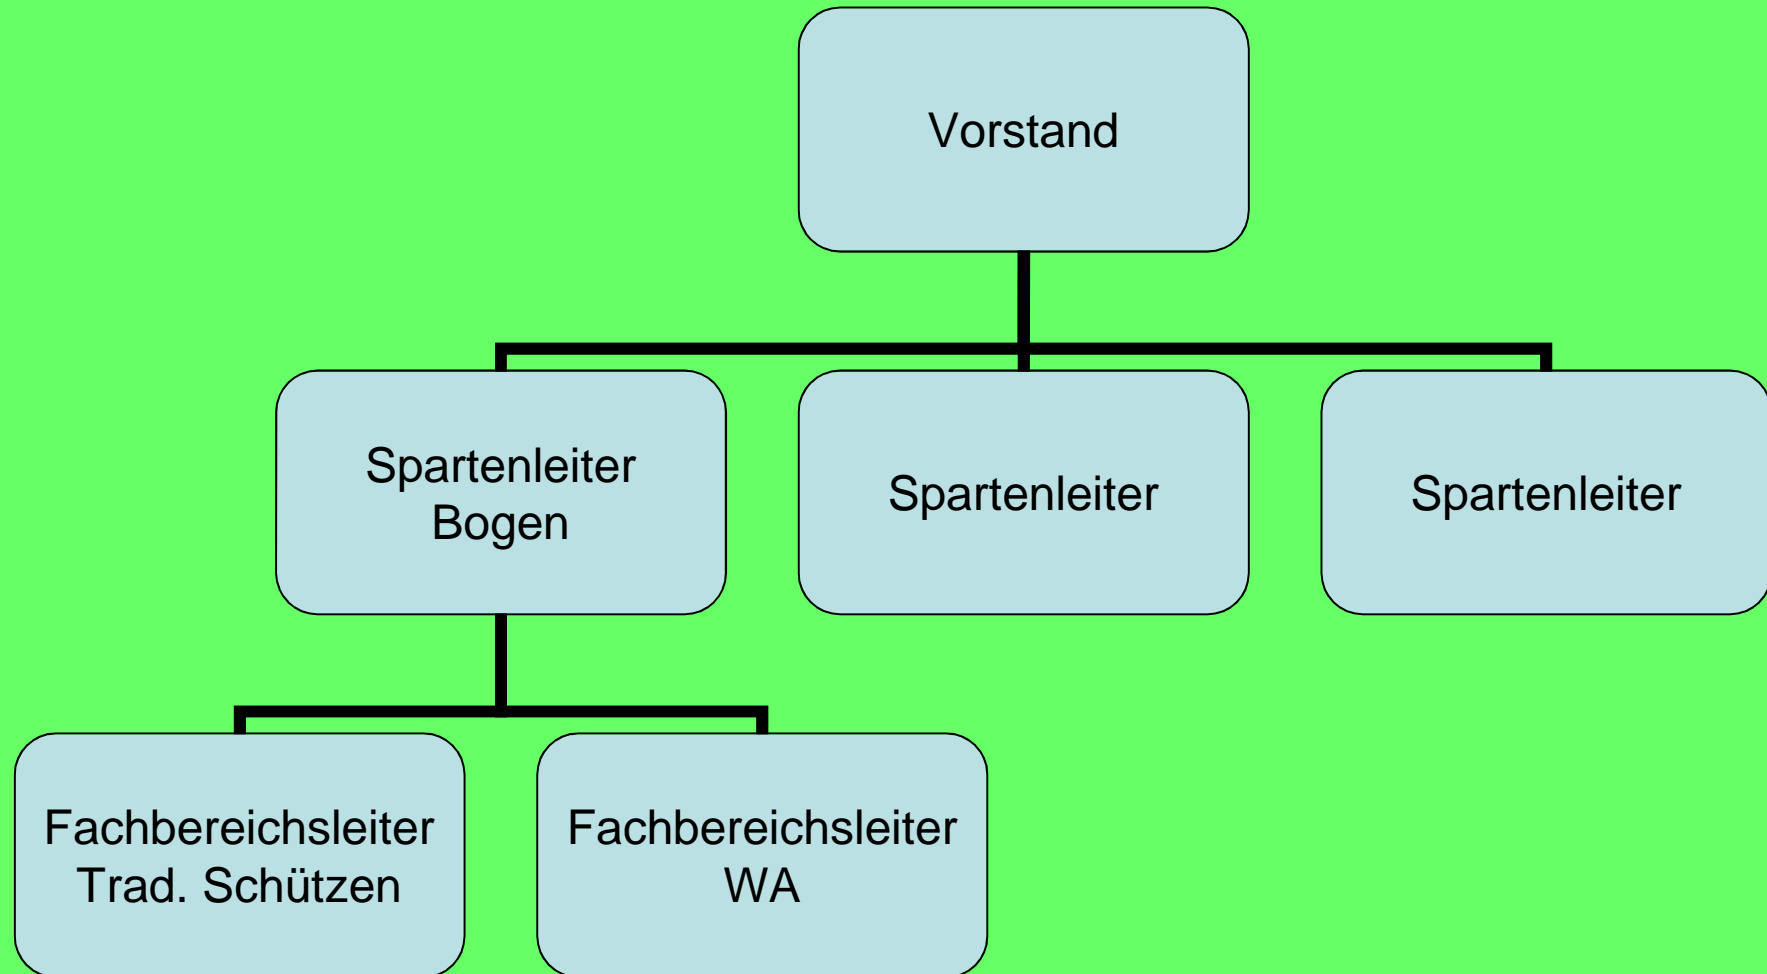 Vorstand
Spartenleiter
Bogen
Spartenleiter
Spartenleiter
Fachbereichsleiter
Trad. Schützen
Fachbereichsleiter
WA